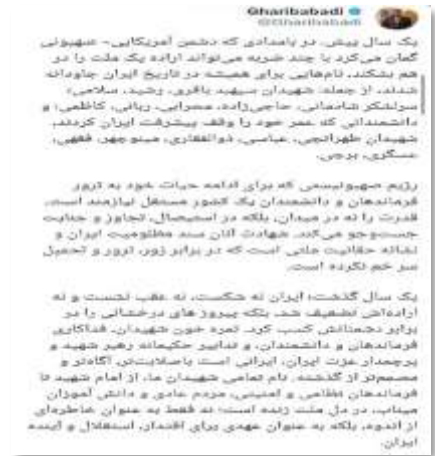 Gharibabadi
@Gharibabadi
یک سال پیش، در بامدادی که دشمن آمریکایی- صهیونی
گمان می‌کرد با چند ضربه می‌تواند اراده یک ملت را در
هم بشکند، نام‌هایی برای همیشه در تاریخ ایران جاودانه
شدند، از جمله: شهیدان سپهبد باقری، رشید، سلامی؛
سرلشکر شادمانی، حاجی‌زاده، محرابی، ربانی، کاظمی؛ و
دانشمندانی که عمر خود را وقف پیشرفت ایران کردند:
شهیدان طهرانچی، عباسی، ذوالفقاری، مینوچهر، فقهی،
عسگری، برجی.
رژیم صهیونیستی که برای ادامه حیات خود به ترور
فرماندهان و دانشمندان یک کشور مستقل نیازمند است،
قدرت را نه در میدان، بلکه در استیصال، تجاوز و جنایت
جست‌وجو می‌کند. شهادت آنان سند مظلومیت ایران و
نشانه حقانیت ملتی است که در برابر زور، ترور و تحمیل
سر خم نکرده است.
یک سال گذشت؛ ایران نه شکست، نه عقب نشست و نه
اراده‌اش تضعیف شد، بلکه پیروز های درخشانی را در
برابر دشمنانش کسب کرد. ثمره خون شهیدان، فداکاری
فرماندهان و دانشمندان، و تدابیر حکیمانه رهبر شهید و
پرچمدار عزت ایران، ایرانی است باصلابت‌تر، آگاه‌تر و
مصمم‌تر از گذشته. نام تمامی شهیدان ما، از امام شهید تا
فرماندهان نظامی و امنیتی، مردم عادی و دانش آموزان
میناب، در دل ملت زنده است؛ نه فقط به عنوان خاطره‌ای
از اندوه، بلکه به عنوان عهدی برای اقتدار، استقلال و آینده
ایران.